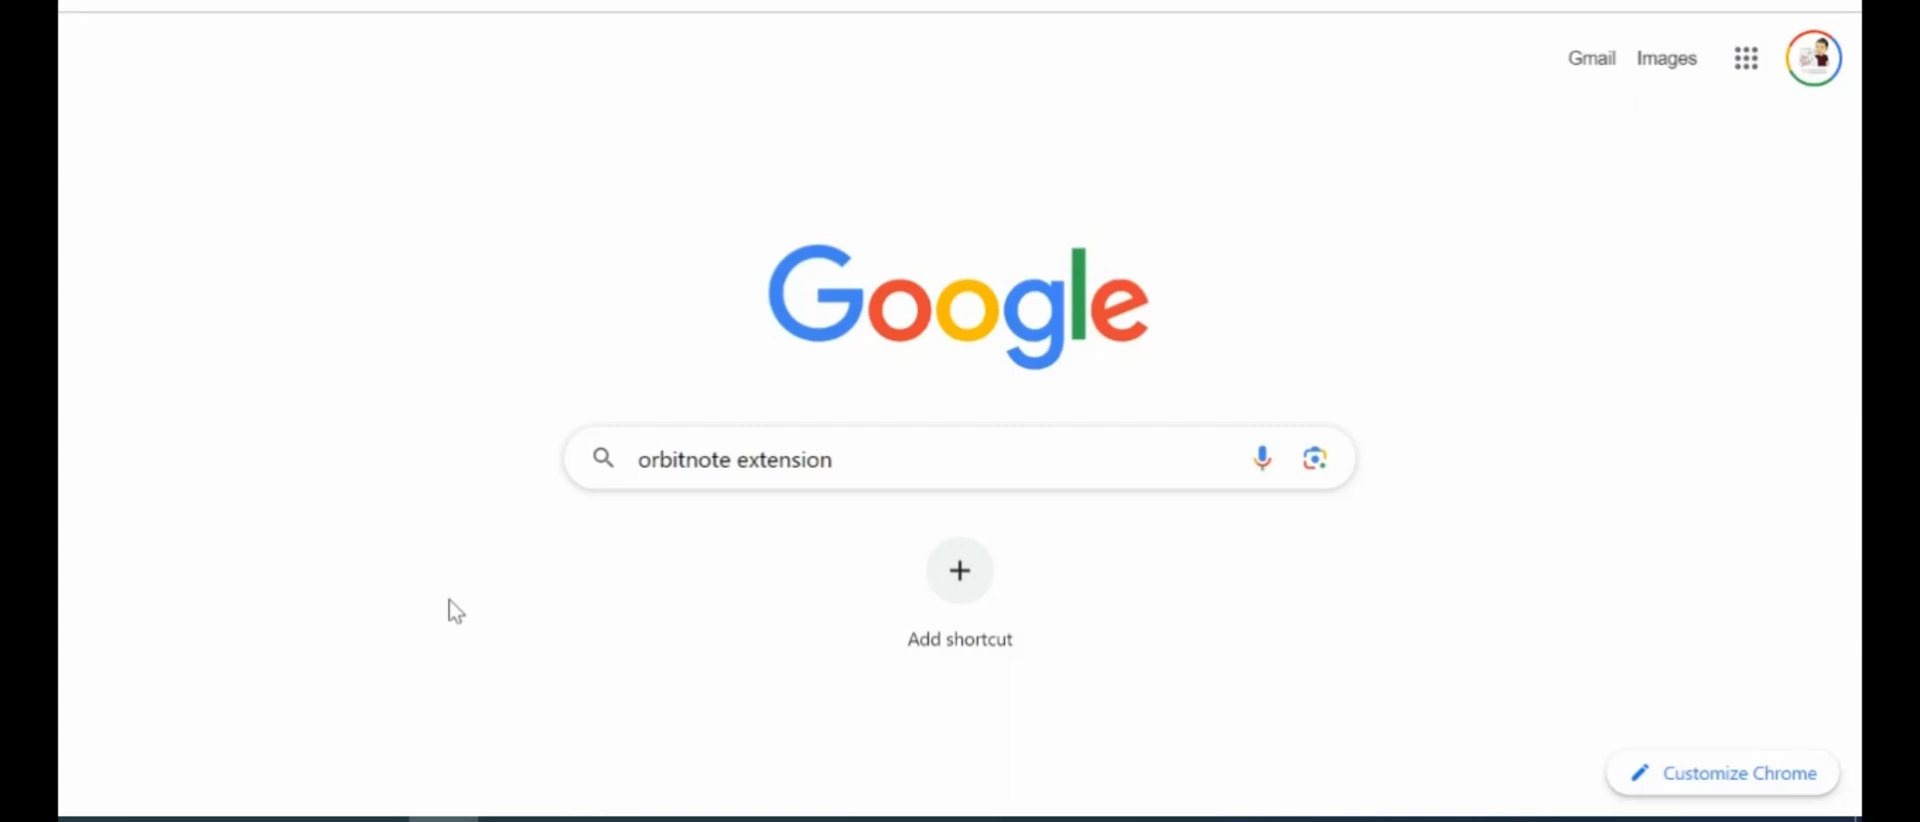 Gmail Images
Google
orbitnote extension
Add shortcut
Customize Chrome